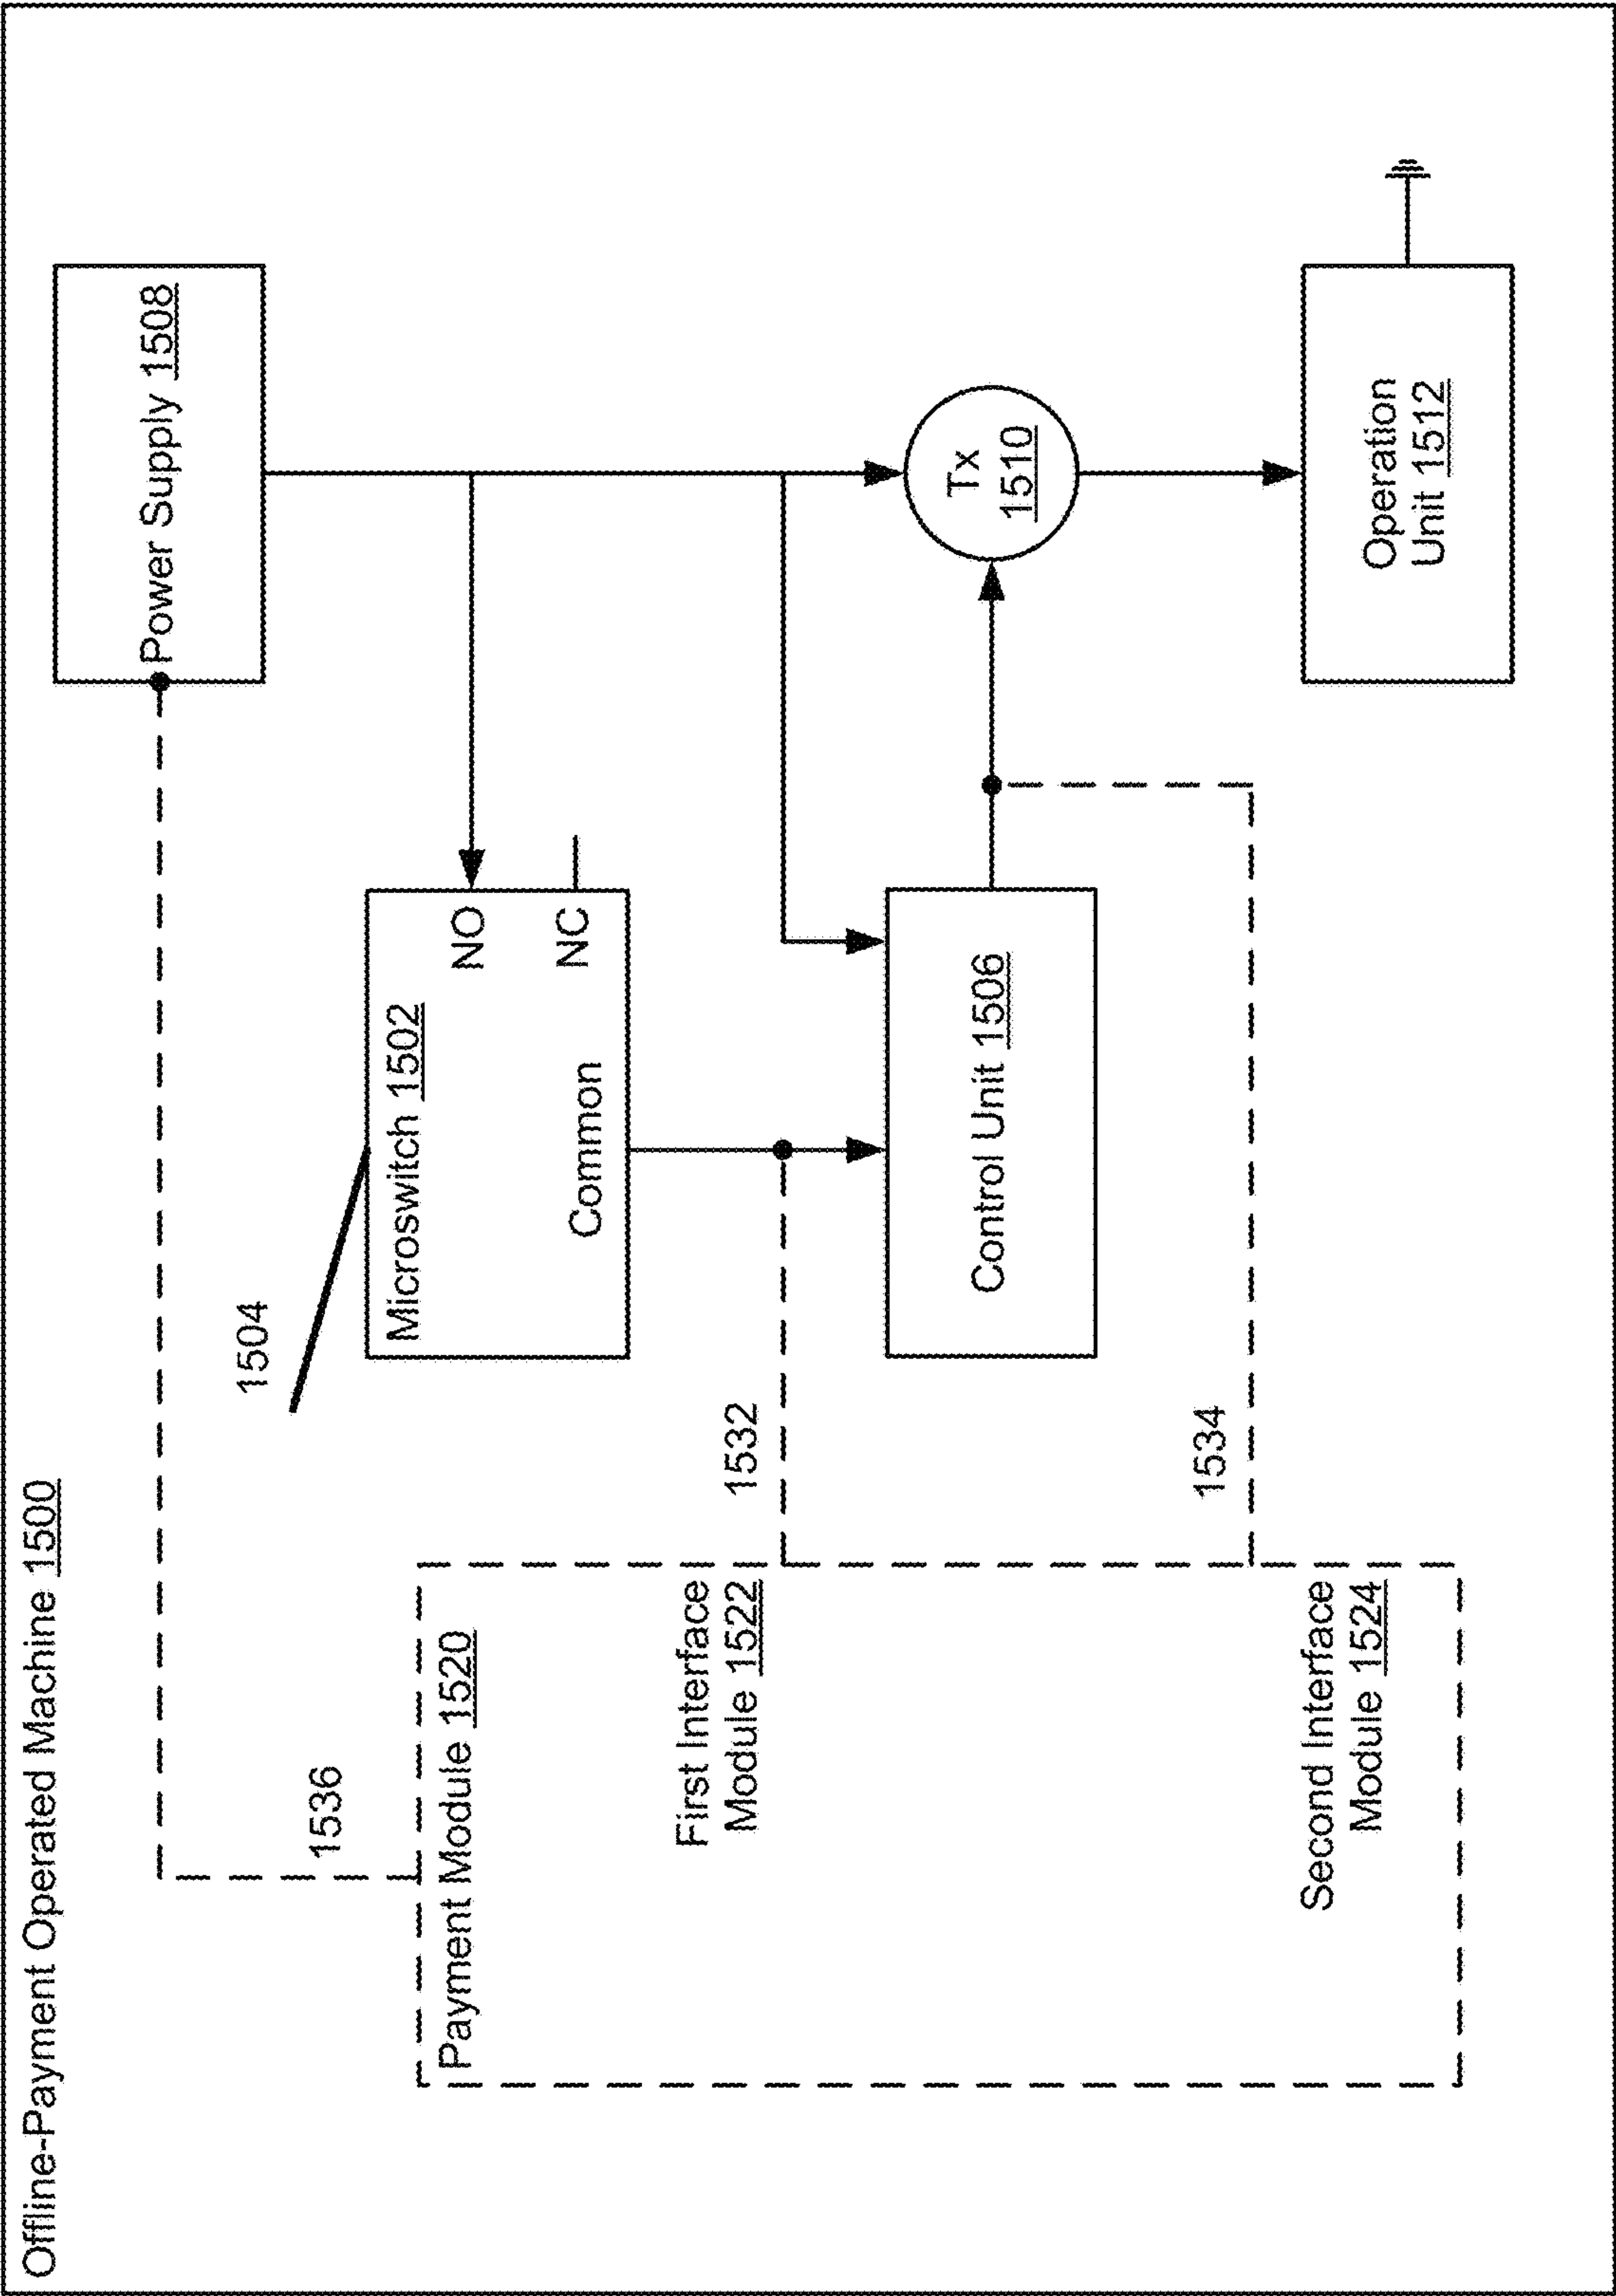 Offline-Payment Operated Machine 1500
Power Supply 1508
1536
1504
Microswitch 1502
NO
NC
Common
Payment Module 1520
First Interface
Module 1522
1532
Control Unit 1506
Tx
1510
1534
Second Interface
Module 1524
Operation
Unit 1512